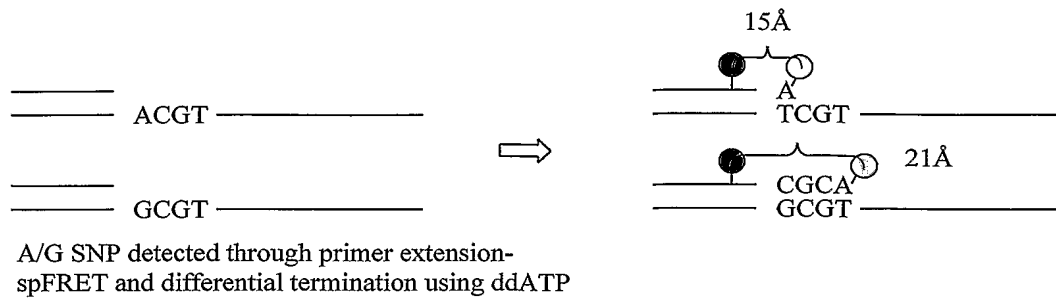 15Å
A
ACGT
TCGT
21Å
CGCA
GCGT
GCGT
A/G SNP detected through primer extension-
spFRET and differential termination using ddATP